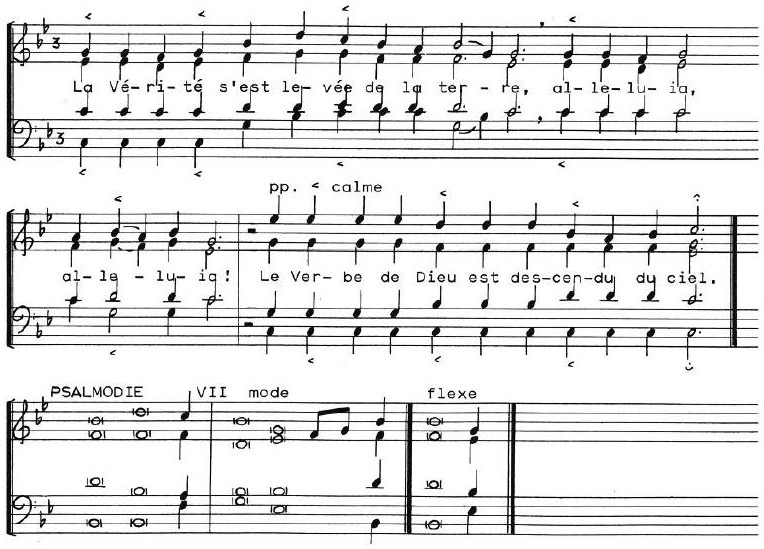 La Vé-ri-té s'est le-vée de la ter-re, al-le-lu-ia,
pp. < calme
al-le-lu-ia! Le Ver-be de Dieu est des-cen-du du ciel.
PSALMODIE VII mode flexe